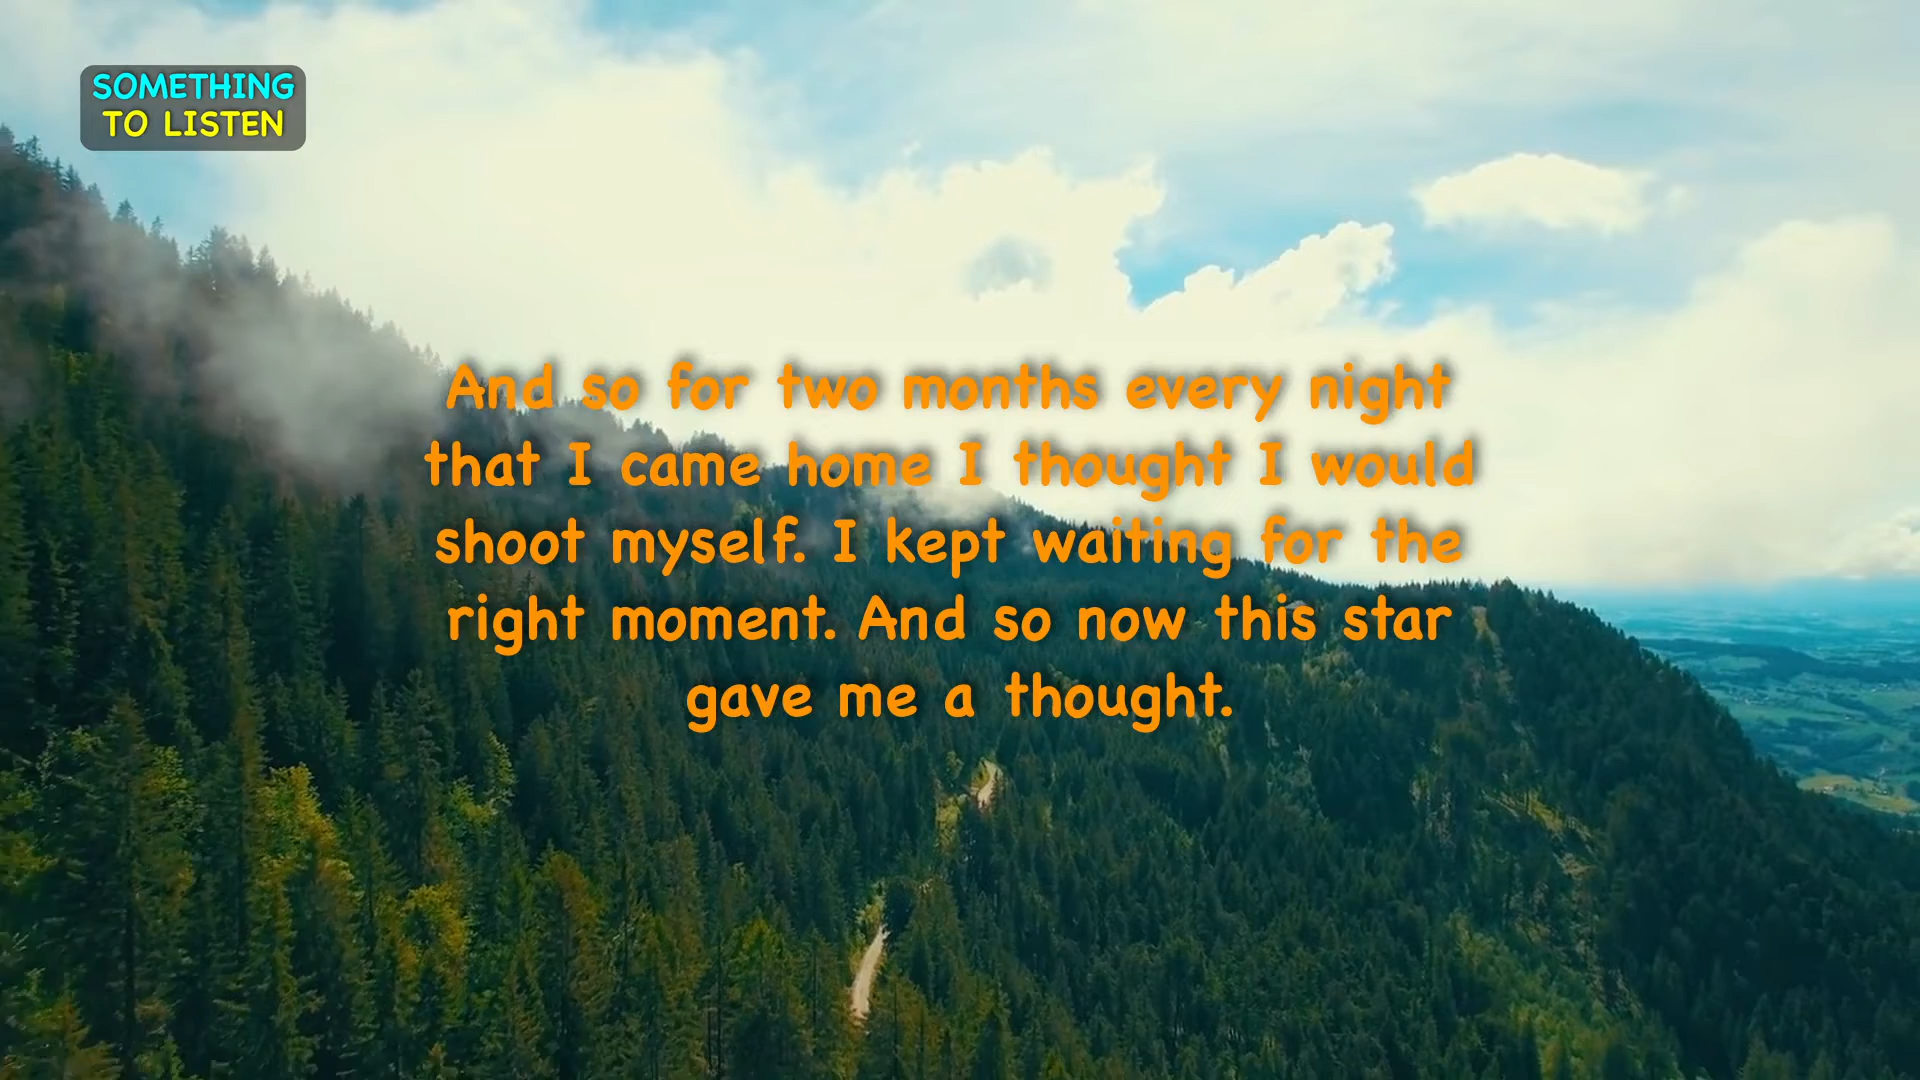 SOMETHING
TO LISTEN
And so for two months every night
that I came home I thought I would
shoot myself. I kept waiting for the
right moment. And so now this star
gave me a thought.